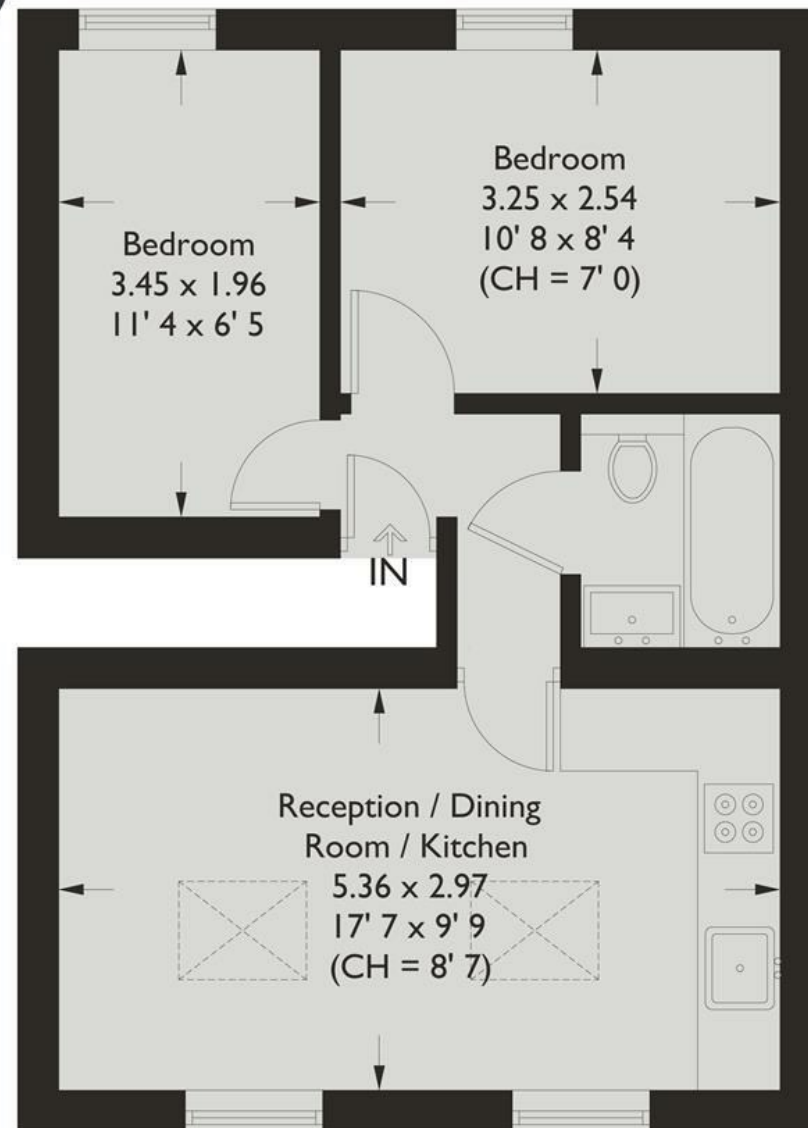 Bedroom
3.45 x 1.96
11' 4 x 6' 5
Bedroom
3.25 x 2.54
10' 8 x 8' 4
(CH = 7' 0)
IN
Reception / Dining
Room / Kitchen
5.36 x 2.97
17' 7 x 9' 9
(CH = 8' 7)